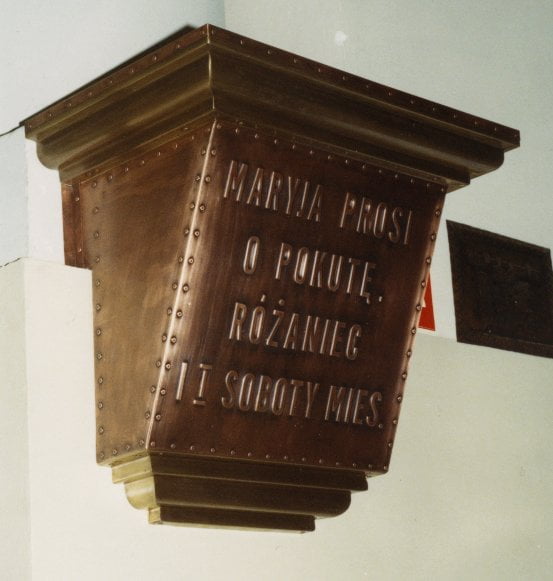 MARYJA PROSI
O POKUTĘ.
RÓŻANIEC
I I SOBOTY MIES.